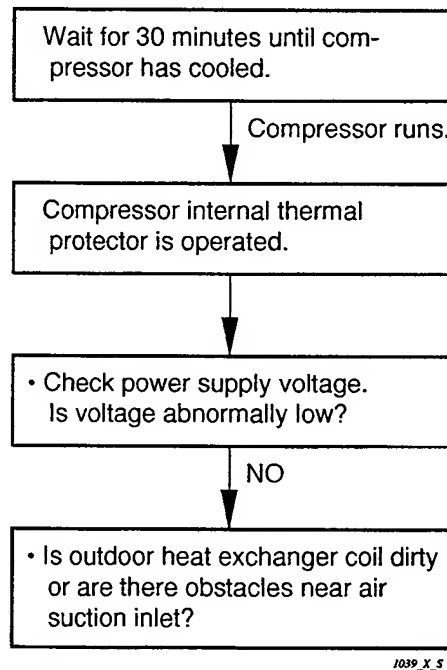 Wait for 30 minutes until com-
pressor has cooled.
Compressor runs.
Compressor internal thermal
protector is operated.
• Check power supply voltage.
Is voltage abnormally low?
NO
• Is outdoor heat exchanger coil dirty
or are there obstacles near air
suction inlet?
1039_X_S